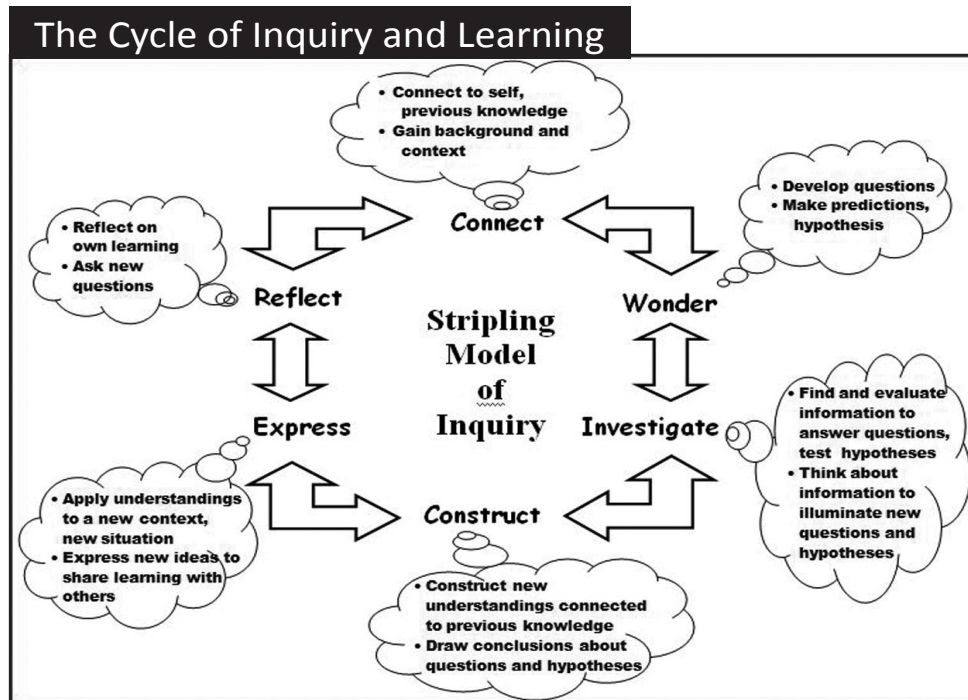 The Cycle of Inquiry and Learning
• Connect to self,
previous knowledge
• Gain background and
context
Connect
• Develop questions
• Make predictions,
hypothesis
Wonder
• Find and evaluate
information to
answer questions,
test hypotheses
• Think about
information to
illuminate new
questions and
hypotheses
Investigate
Construct
• Construct new
understandings connected
to previous knowledge
• Draw conclusions about
questions and hypotheses
Express
• Apply understandings
to a new context,
new situation
• Express new ideas to
share learning with
others
Reflect
• Reflect on
own learning
• Ask new
questions
Stripling
Model
of
Inquiry